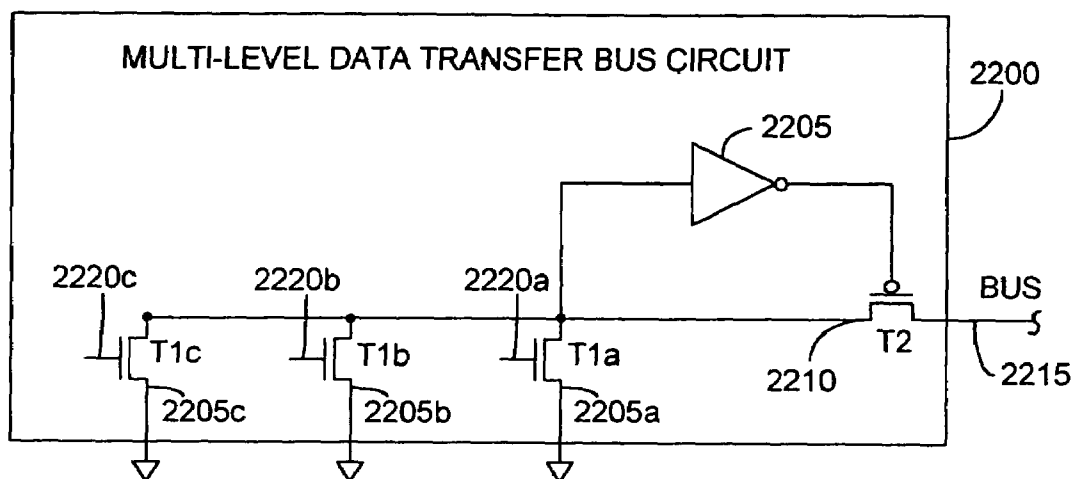 MULTI-LEVEL DATA TRANSFER BUS CIRCUIT
2200
2205
2220c
2220b
2220a
BUS
T1c
T1b
T1a
T2
2210
2215
2205c
2205b
2205a